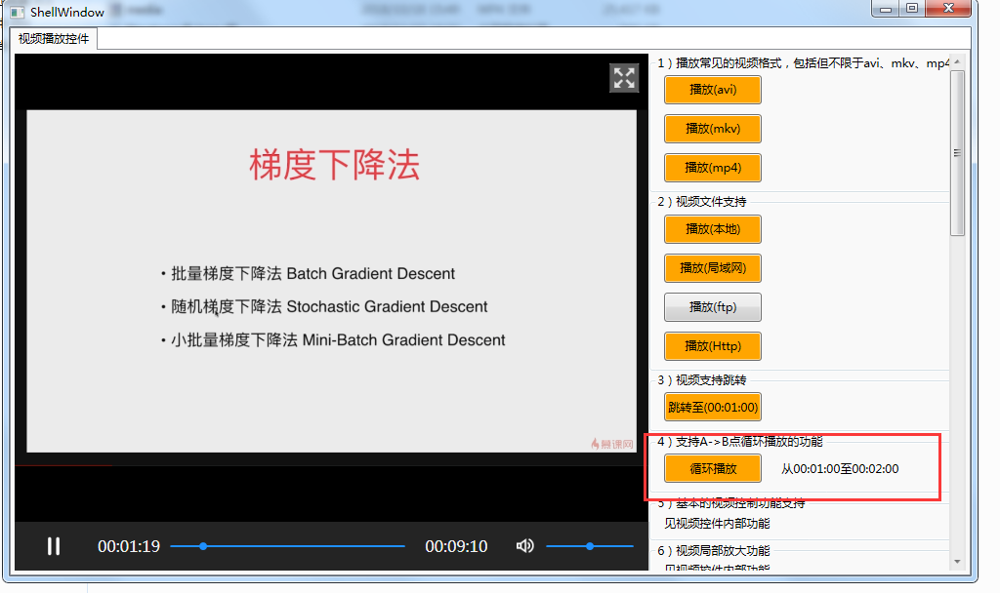 ShellWindow
视频播放控件
梯度下降法
• 批量梯度下降法 Batch Gradient Descent
• 随机梯度下降法 Stochastic Gradient Descent
• 小批量梯度下降法 Mini-Batch Gradient Descent
慕课网
00:01:19
00:09:10
1）播放常见的视频格式，包括但不限于avi、mkv、mp4
播放(avi)
播放(mkv)
播放(mp4)
2）视频文件支持
播放(本地)
播放(局域网)
播放(ftp)
播放(Http)
3）视频支持跳转
跳转至(00:01:00)
4）支持A->B点循环播放的功能
循环播放 从00:01:00至00:02:00
5）基本的视频控制功能支持
见视频控件内部功能
6）视频局部放大功能
见视频控件内部功能